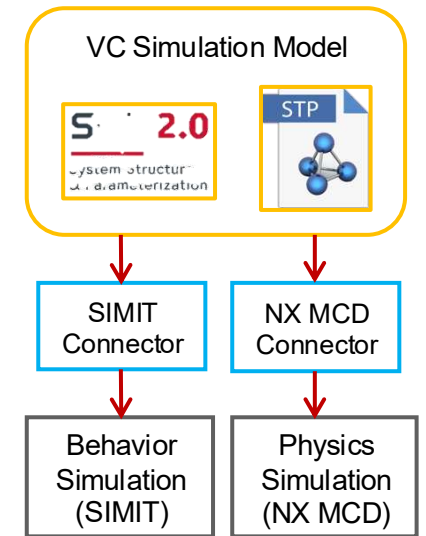 VC Simulation Model
S 2.0
STP
SIMIT
Connector
NX MCD
Connector
Behavior
Simulation
(SIMIT)
Physics
Simulation
(NX MCD)